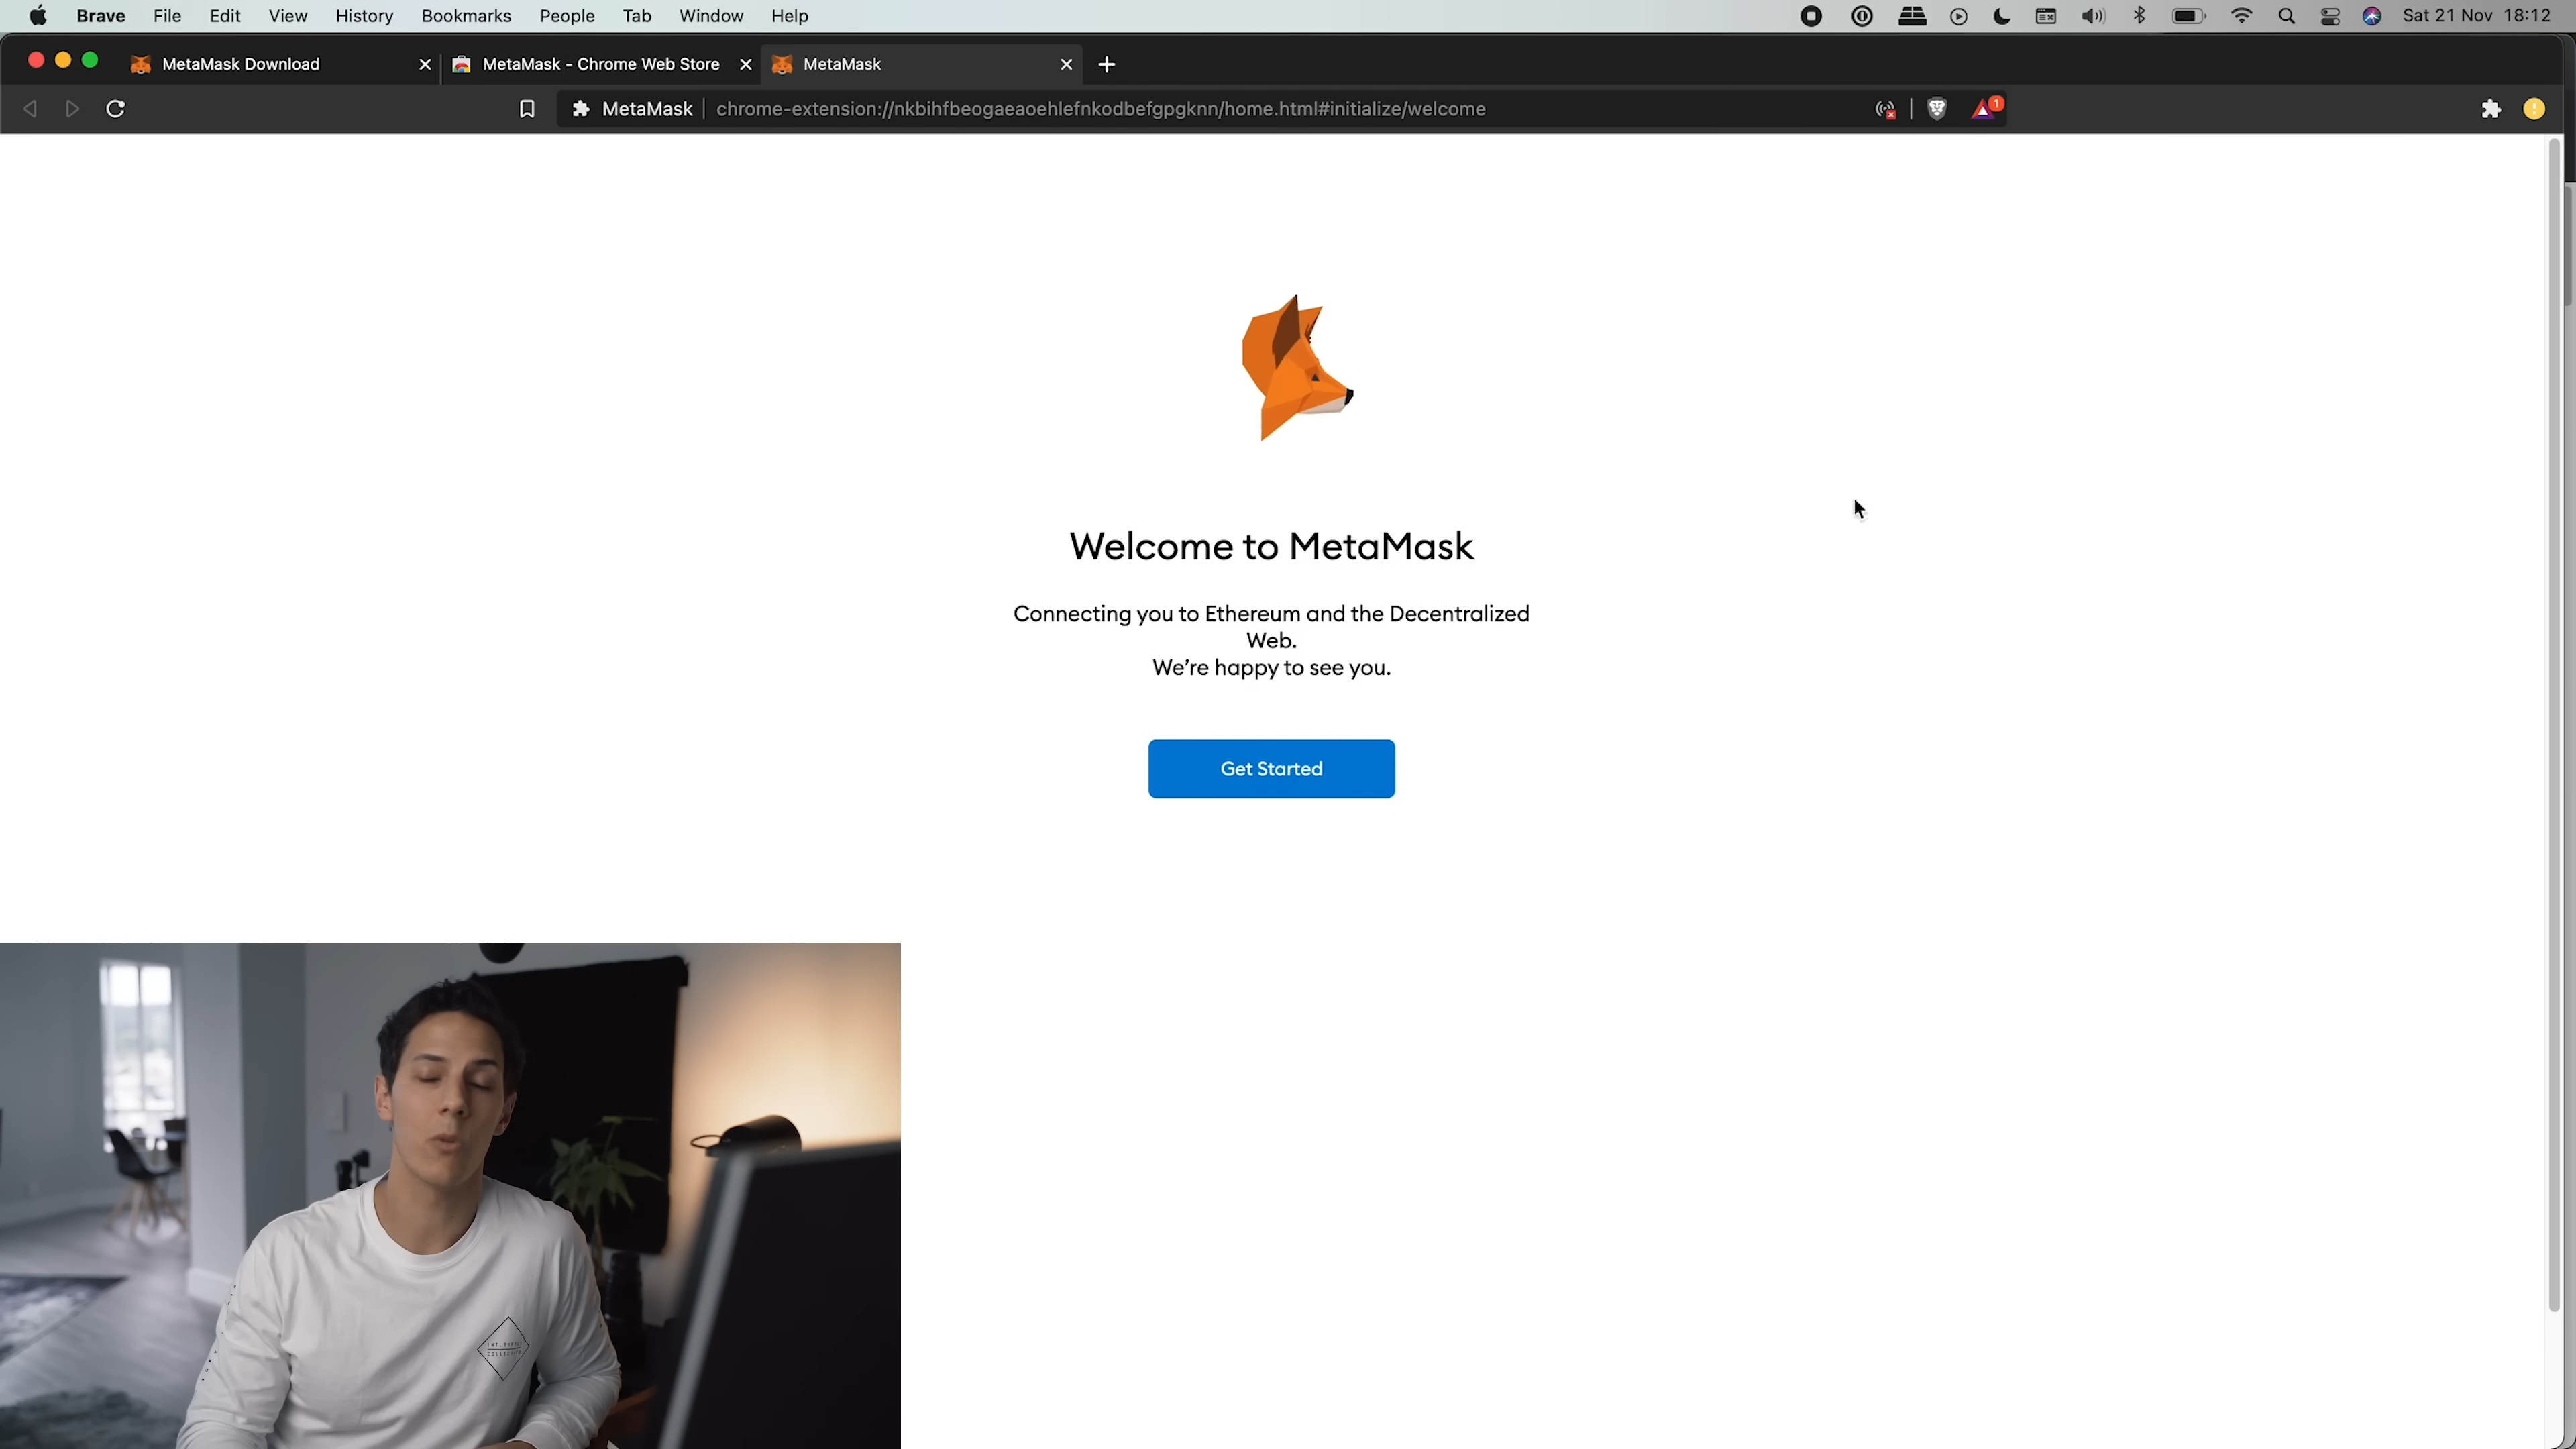 Brave File Edit View History Bookmarks People Tab Window Help Sat 21 Nov 18:12
MetaMask Download MetaMask - Chrome Web Store MetaMask
MetaMask chrome-extension://nkbihfbeogaeaoehlefnkodbefgpgknn/home.html#initialize/welcome 1
Welcome to MetaMask
Connecting you to Ethereum and the Decentralized
Web.
We're happy to see you.
Get Started